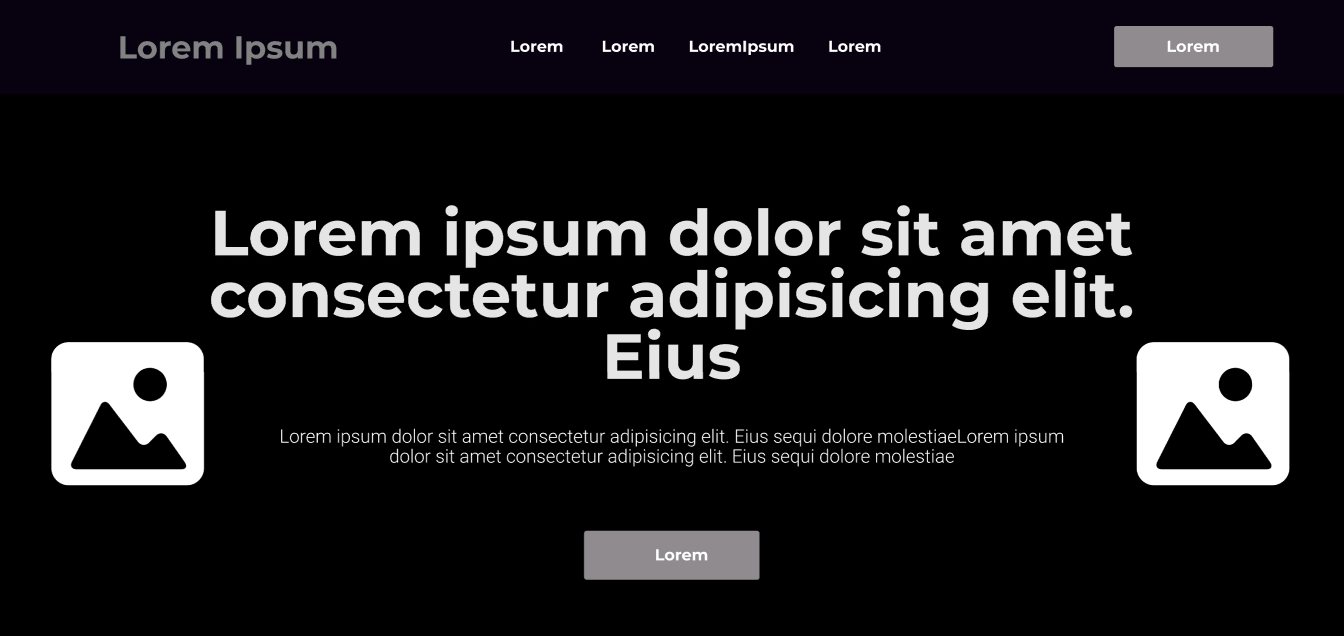 Lorem Ipsum
Lorem
Lorem
LoremIpsum
Lorem
Lorem
Lorem ipsum dolor sit amet
consectetur adipisicing elit.
Eius
Lorem ipsum dolor sit amet consectetur adipisicing elit. Eius sequi dolore molestiaeLorem ipsum
dolor sit amet consectetur adipisicing elit. Eius sequi dolore molestiae
Lorem